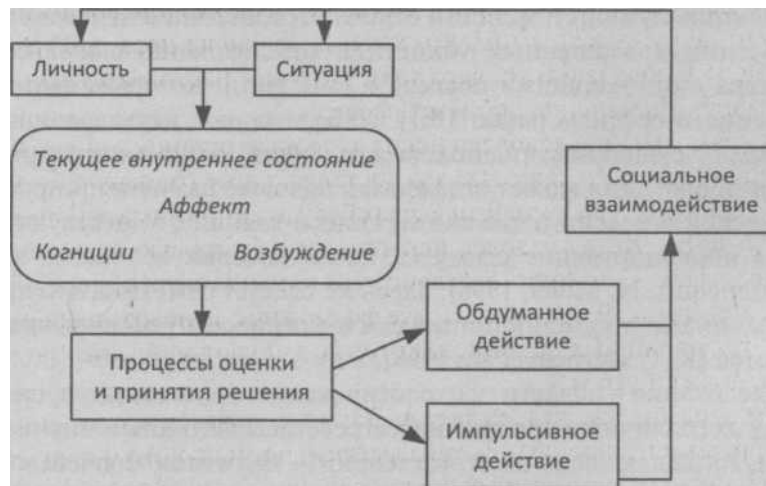 Личность
Ситуация
Текущее внутреннее состояние
Аффект
Когниции
Возбуждение
Социальное
взаимодействие
Обдуманное
действие
Процессы оценки
и принятия решения
Импульсивное
действие